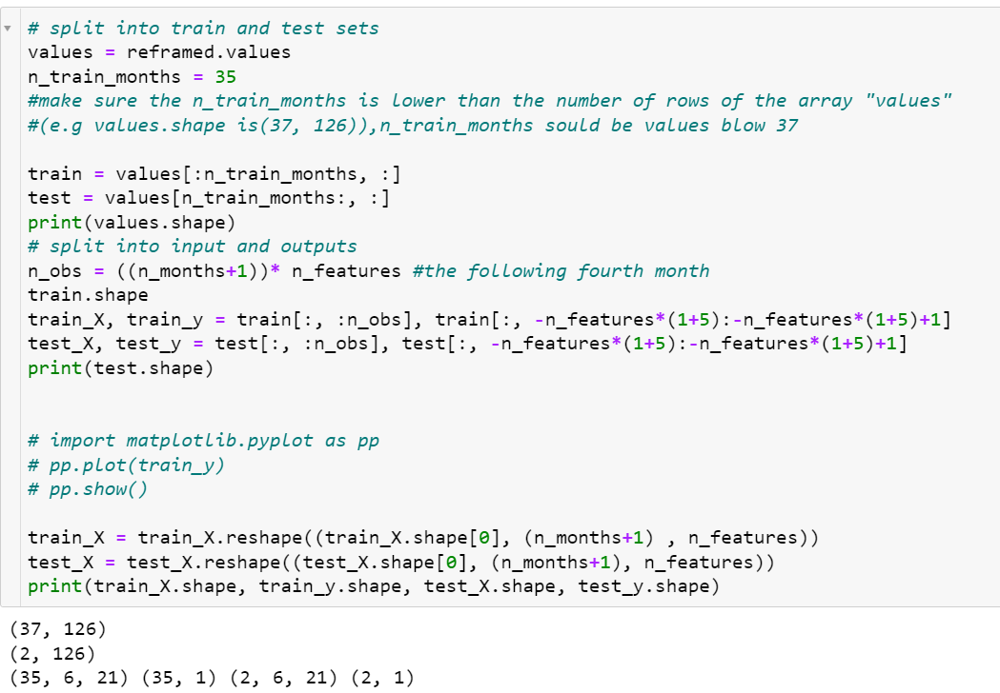 # split into train and test sets
values = reframed.values
n_train_months = 35
#make sure the n_train_months is lower than the number of rows of the array "values"
#(e.g values.shape is(37, 126)),n_train_months sould be values blow 37
train = values[:n_train_months, :]
test = values[n_train_months:, :]
print(values.shape)
# split into input and outputs
n_obs = ((n_months+1))* n_features #the following fourth month
train.shape
train_X, train_y = train[:, :n_obs], train[:, -n_features*(1+5):-n_features*(1+5)+1]
test_X, test_y = test[:, :n_obs], test[:, -n_features*(1+5):-n_features*(1+5)+1]
print(test.shape)
# import matplotlib.pyplot as pp
# pp.plot(train_y)
# pp.show()
train_X = train_X.reshape((train_X.shape[0], (n_months+1) , n_features))
test_X = test_X.reshape((test_X.shape[0], (n_months+1), n_features))
print(train_X.shape, train_y.shape, test_X.shape, test_y.shape)
(37, 126)
(2, 126)
(35, 6, 21) (35, 1) (2, 6, 21) (2, 1)